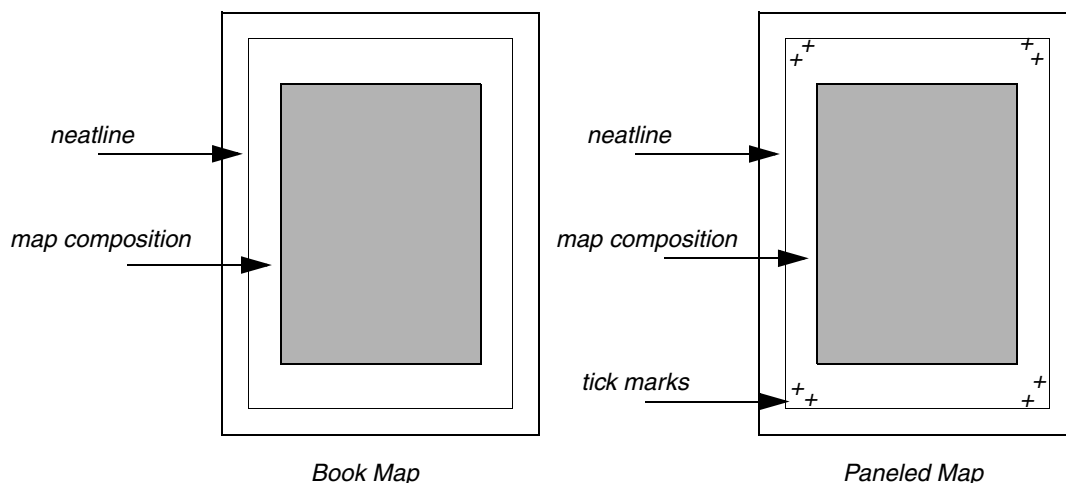 neatline
map composition
Book Map
neatline
map composition
tick marks
Paneled Map